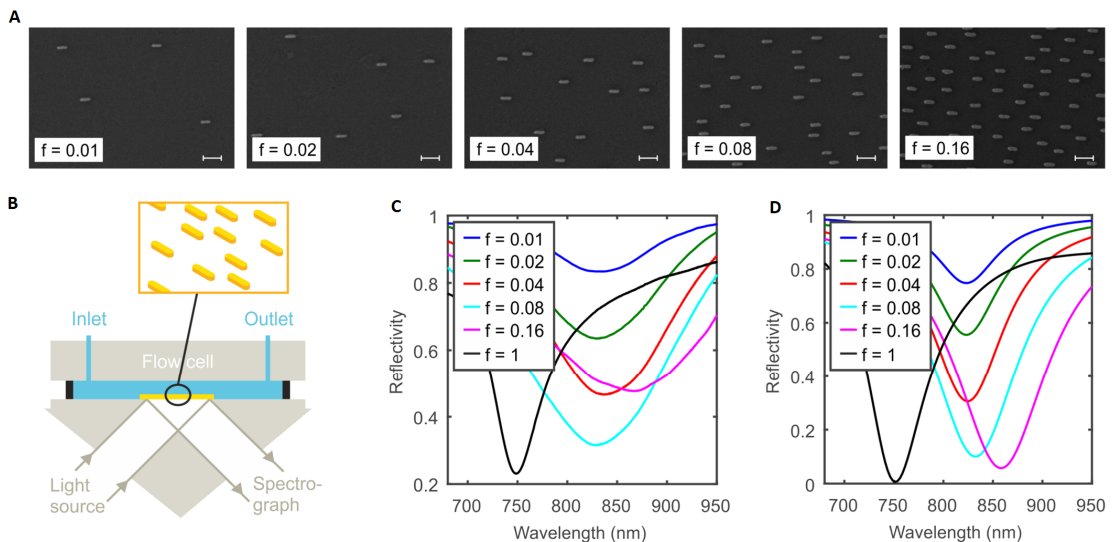 A
f = 0.01
f = 0.02
f = 0.04
f = 0.08
f = 0.16
B
Inlet
Outlet
Flow cell
Light
source
Spectro-
graph
C
1
0.8
0.6
0.4
0.2
Reflectivity
f = 0.01
f = 0.02
f = 0.04
f = 0.08
f = 0.16
f = 1
700 750 800 850 900 950
Wavelength (nm)
D
1
0.8
0.6
0.4
0.2
0
Reflectivity
f = 0.01
f = 0.02
f = 0.04
f = 0.08
f = 0.16
f = 1
700 750 800 850 900 950
Wavelength (nm)